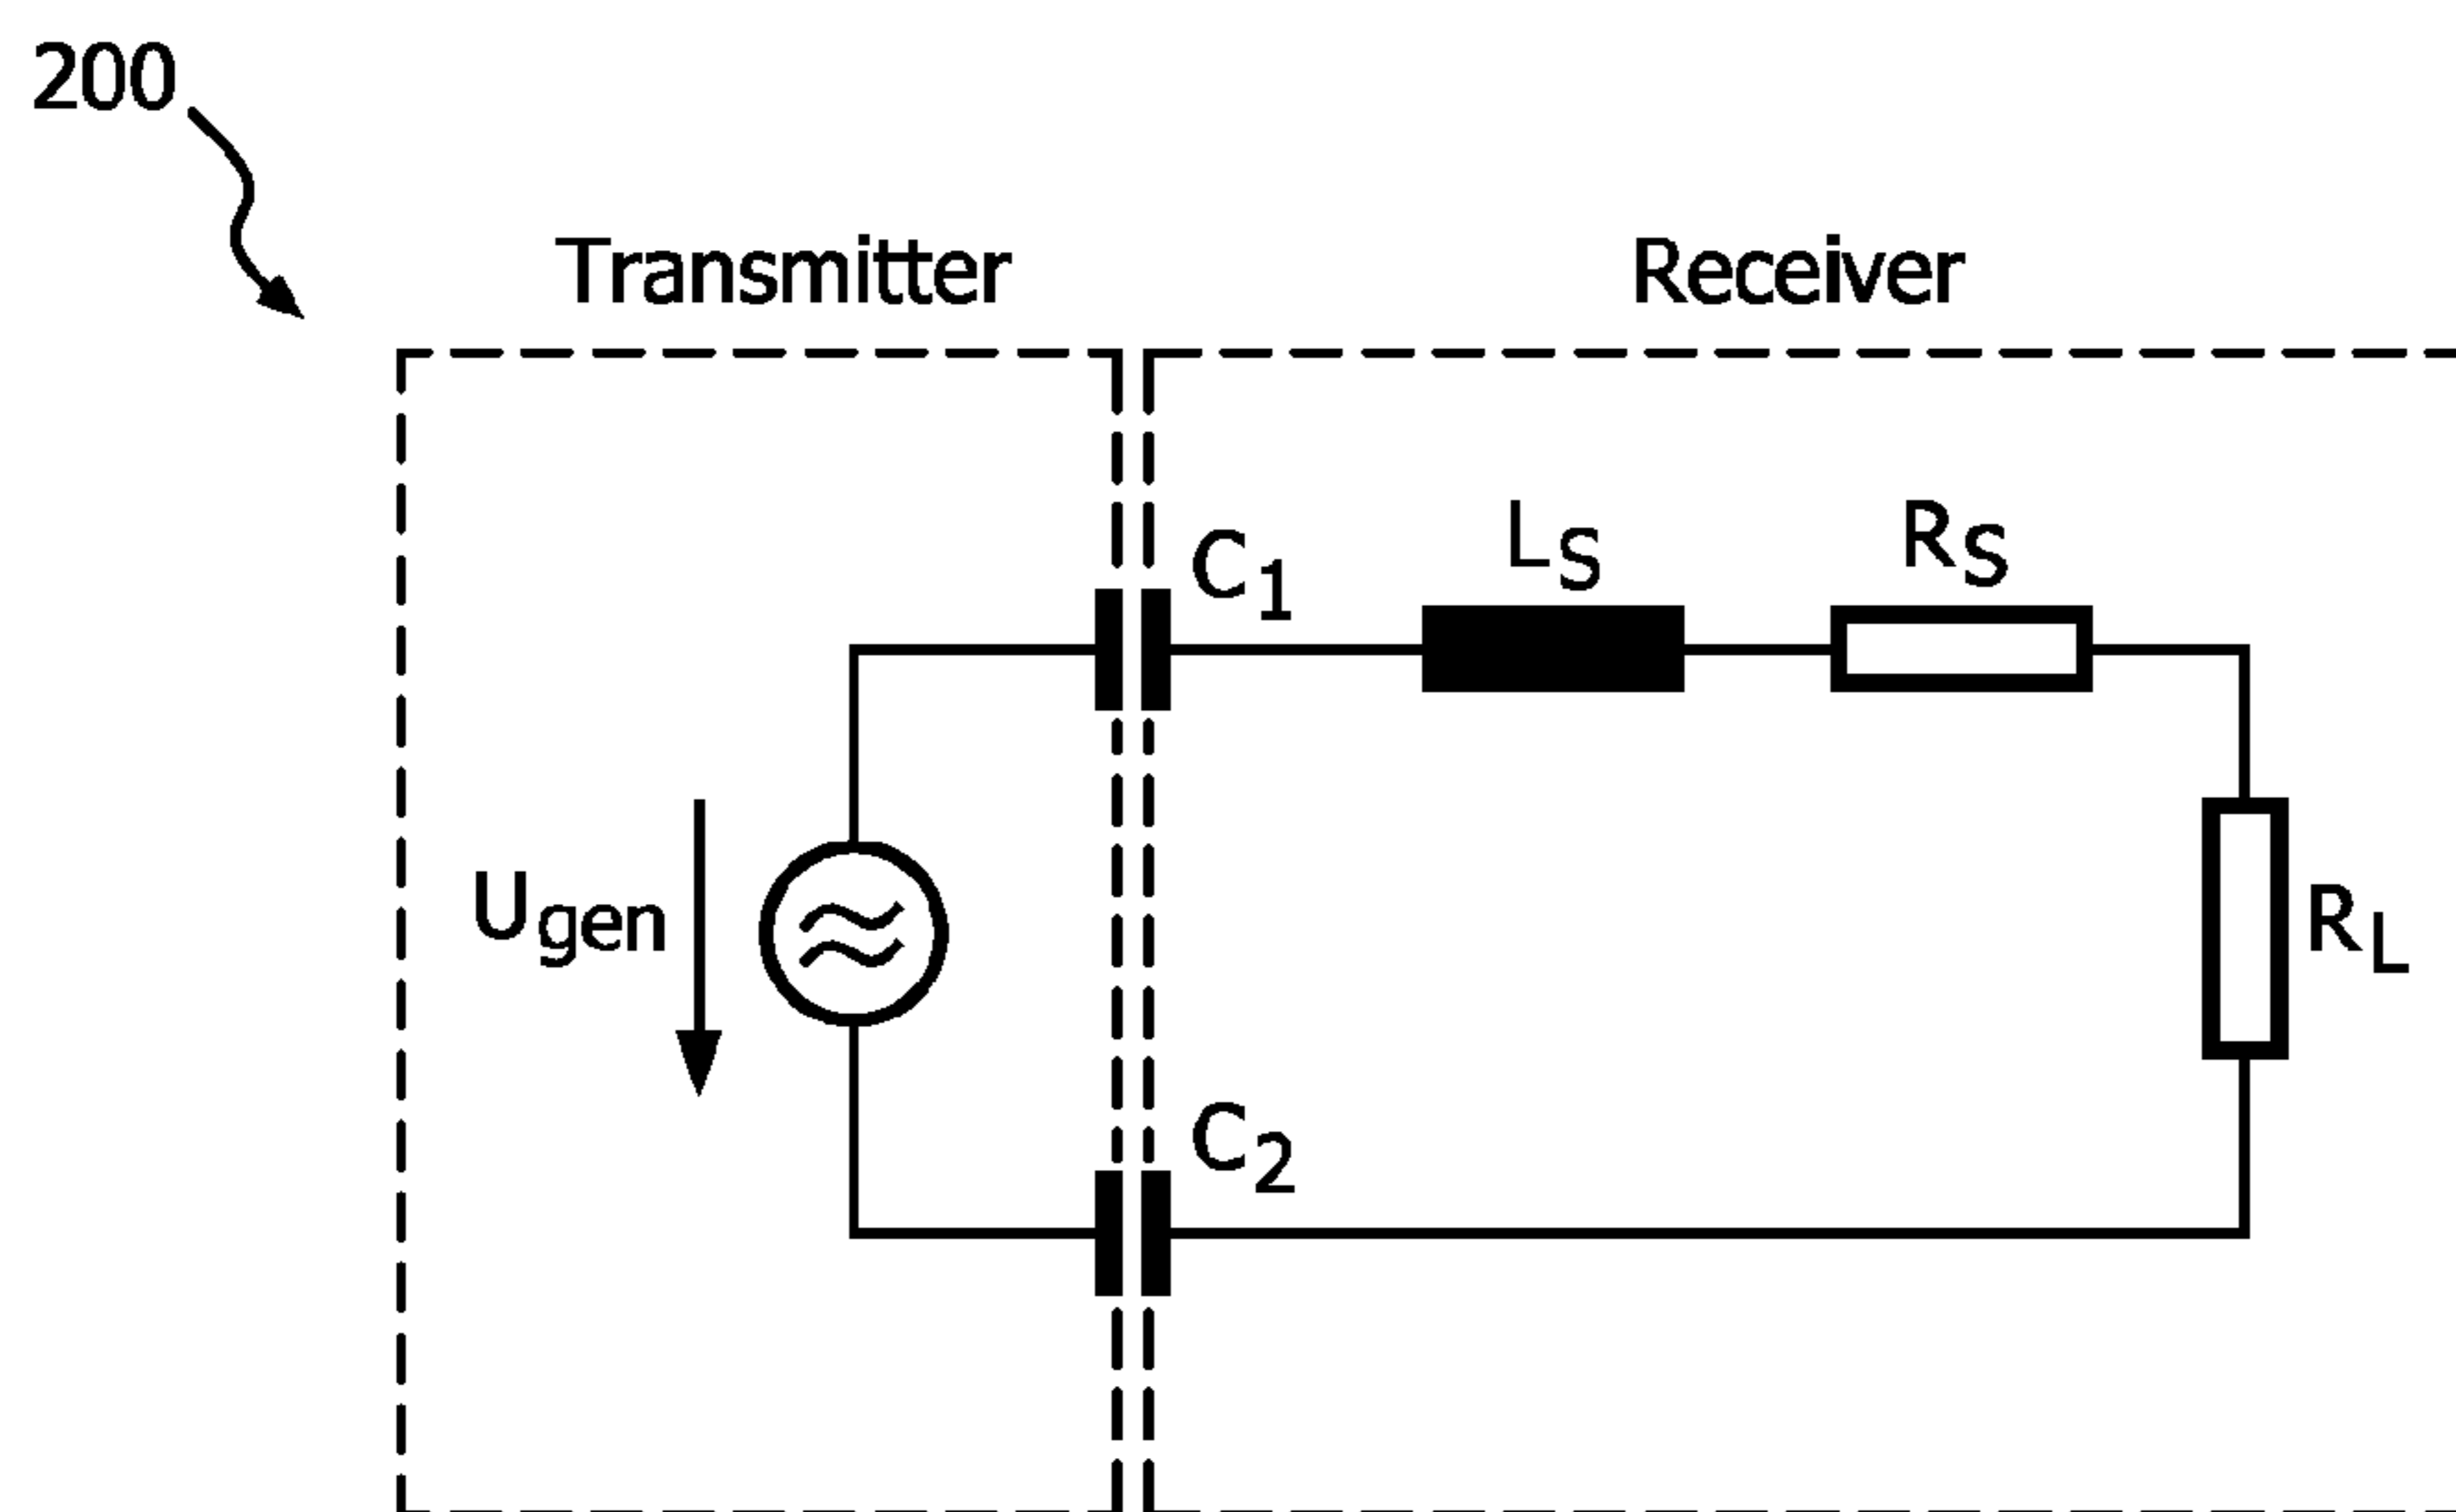 200
Transmitter
Receiver
C1
LS
RS
Ugen
RL
C2